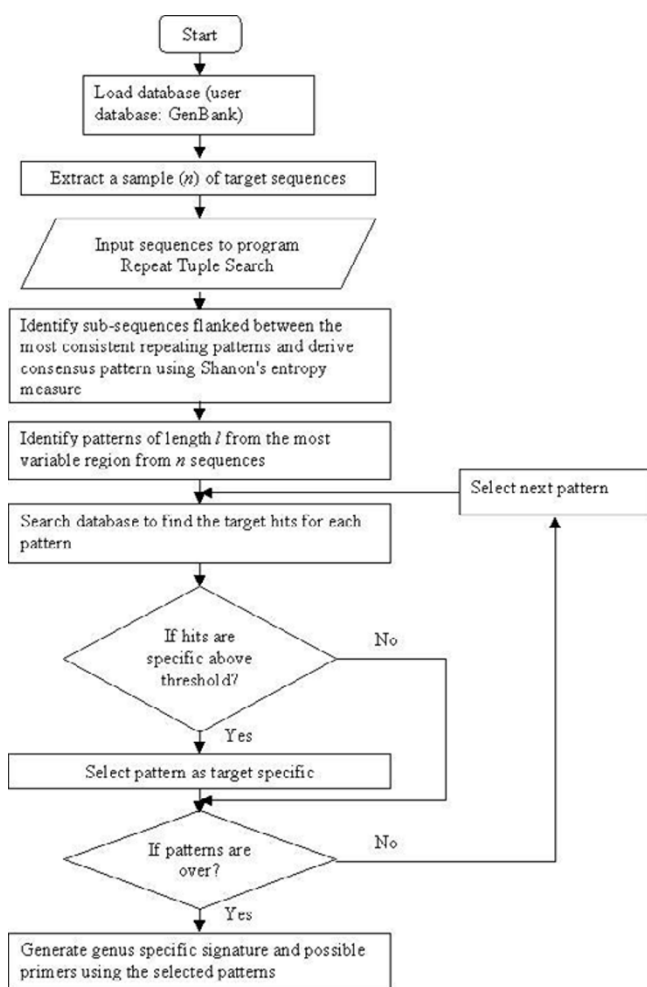 Start
Load database (user
database: GenBank)
Extract a sample (n) of target sequences
Input sequences to program
Repeat Tuple Search
Identify sub-sequences flanked between the
most consistent repeating patterns and derive
consensus pattern using Shanon's entropy
measure
Identify patterns of length l from the most
variable region from n sequences
Select next pattern
Search database to find the target hits for each
pattern
If hits are
specific above
threshold?
No
Yes
Select pattern as target specific
If patterns are
over?
No
Yes
Generate genus specific signature and possible
primers using the selected patterns